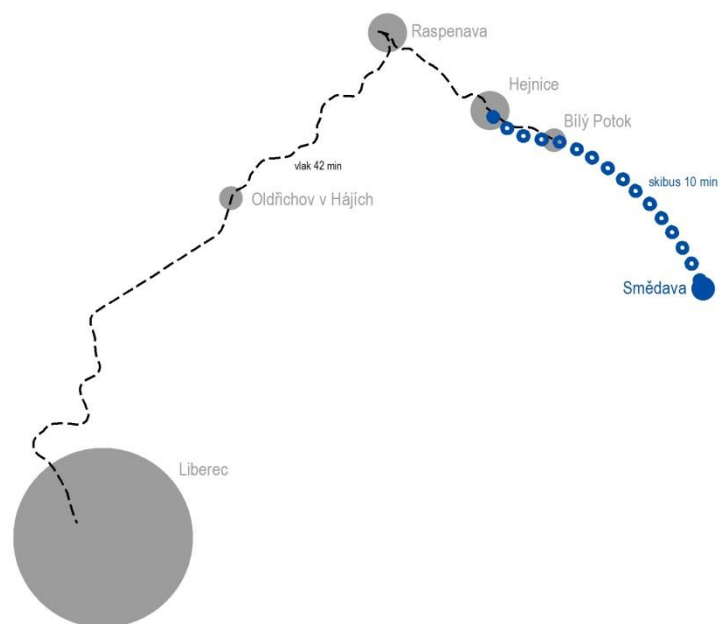 Raspenava
Hejnice
Bílý Potok
vlak 42 min
skibus 10 min
Oldřichov v Hájích
Smědava
Liberec